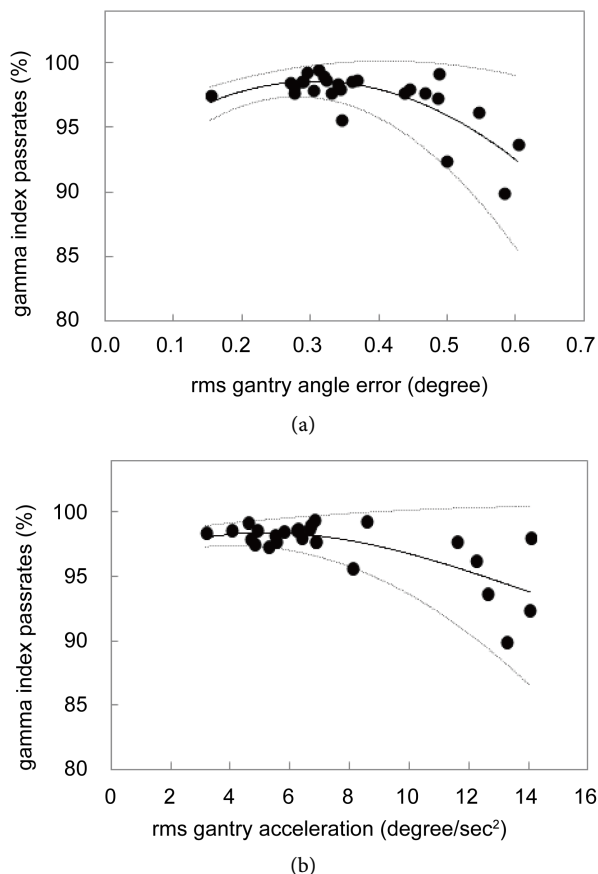 100
95
90
85
80
gamma index passrates (%)
0.0 0.1 0.2 0.3 0.4 0.5 0.6 0.7
rms gantry angle error (degree)
(a)
100
95
90
85
80
gamma index passrates (%)
0 2 4 6 8 10 12 14 16
rms gantry acceleration (degree/sec²)
(b)